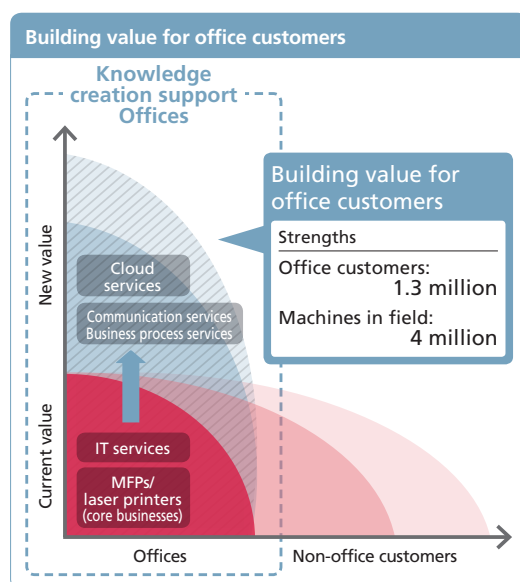 Building value for office customers
Knowledge
creation support
Offices
Building value for
office customers
Strengths
Office customers:
1.3 million
Machines in field:
4 million
New value
Current value
Cloud
services
Communication services
Business process services
IT services
MFPs/
laser printers
(core businesses)
Offices
Non-office customers